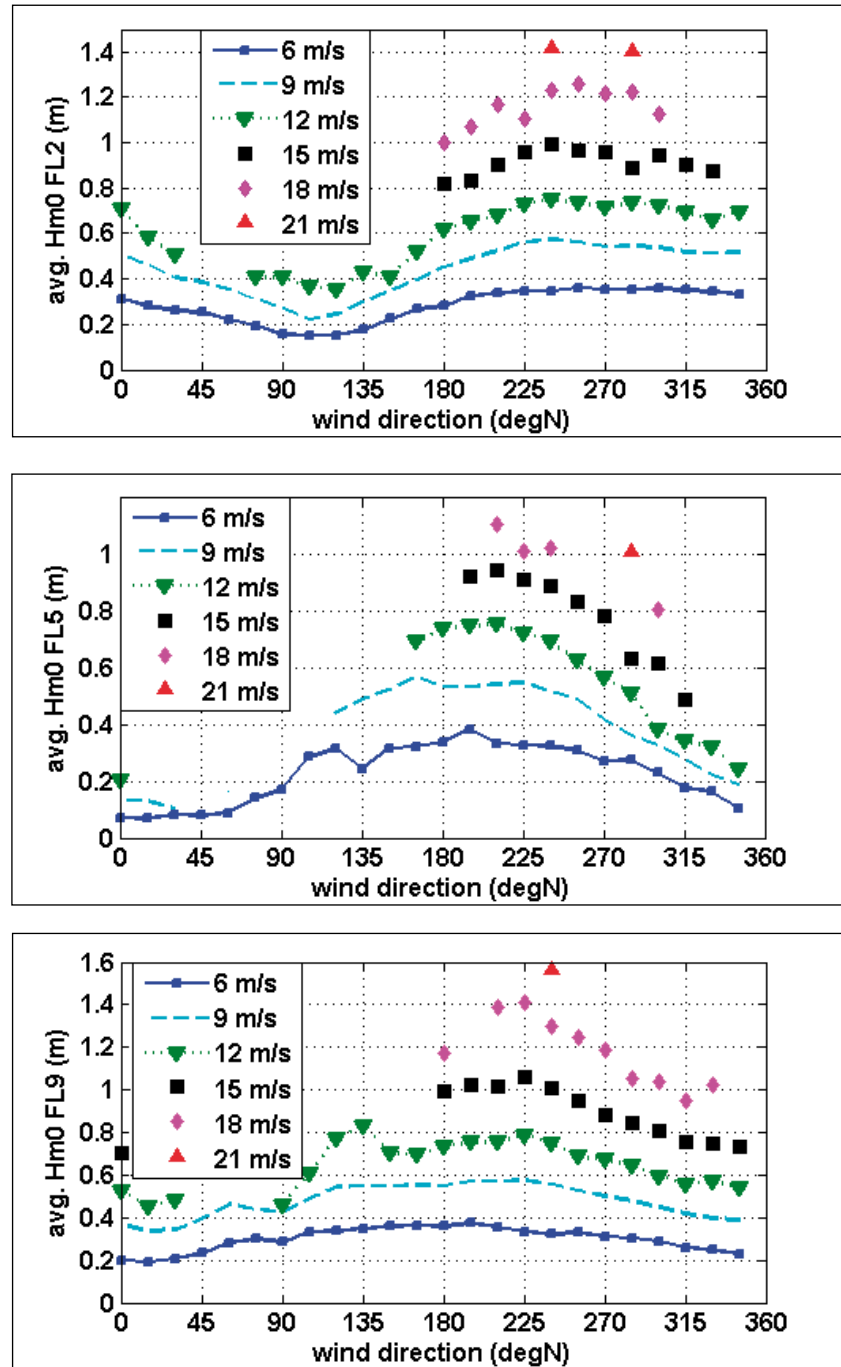 avg. Hm0 FL2 (m)
1.4
1.2
1
0.8
0.6
0.4
0.2
0
6 m/s
9 m/s
12 m/s
15 m/s
18 m/s
21 m/s
0 45 90 135 180 225 270 315 360
wind direction (degN)
avg. Hm0 FL5 (m)
1
0.8
0.6
0.4
0.2
0
6 m/s
9 m/s
12 m/s
15 m/s
18 m/s
21 m/s
0 45 90 135 180 225 270 315 360
wind direction (degN)
avg. Hm0 FL9 (m)
1.6
1.4
1.2
1
0.8
0.6
0.4
0.2
0
6 m/s
9 m/s
12 m/s
15 m/s
18 m/s
21 m/s
0 45 90 135 180 225 270 315 360
wind direction (degN)